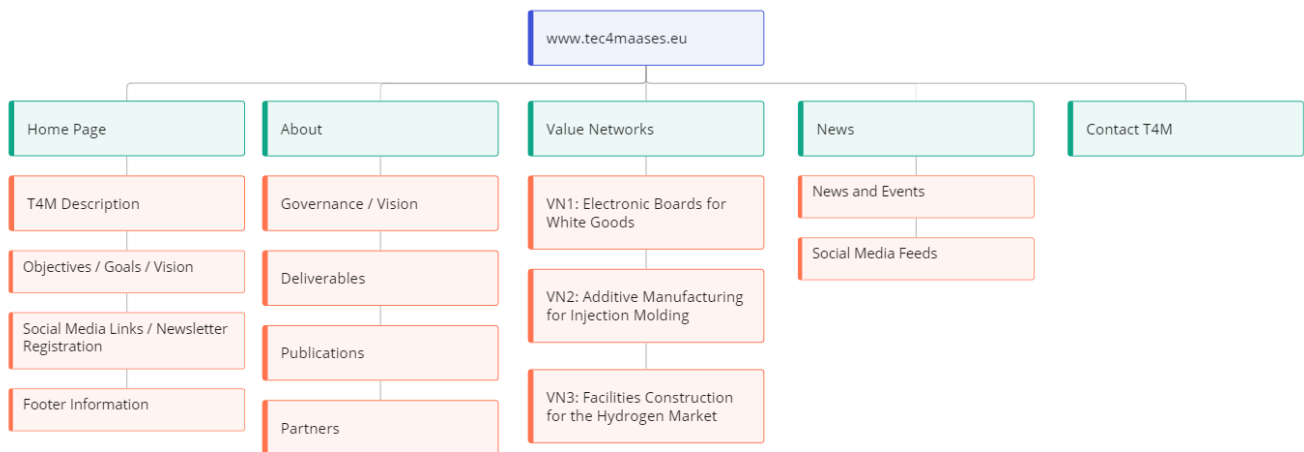 www.tec4maases.eu
Home Page
About
Value Networks
News
Contact T4M
T4M Description
Objectives / Goals / Vision
Social Media Links / Newsletter
Registration
Footer Information
Governance / Vision
Deliverables
Publications
Partners
VN1: Electronic Boards for
White Goods
VN2: Additive Manufacturing
for Injection Molding
VN3: Facilities Construction
for the Hydrogen Market
News and Events
Social Media Feeds